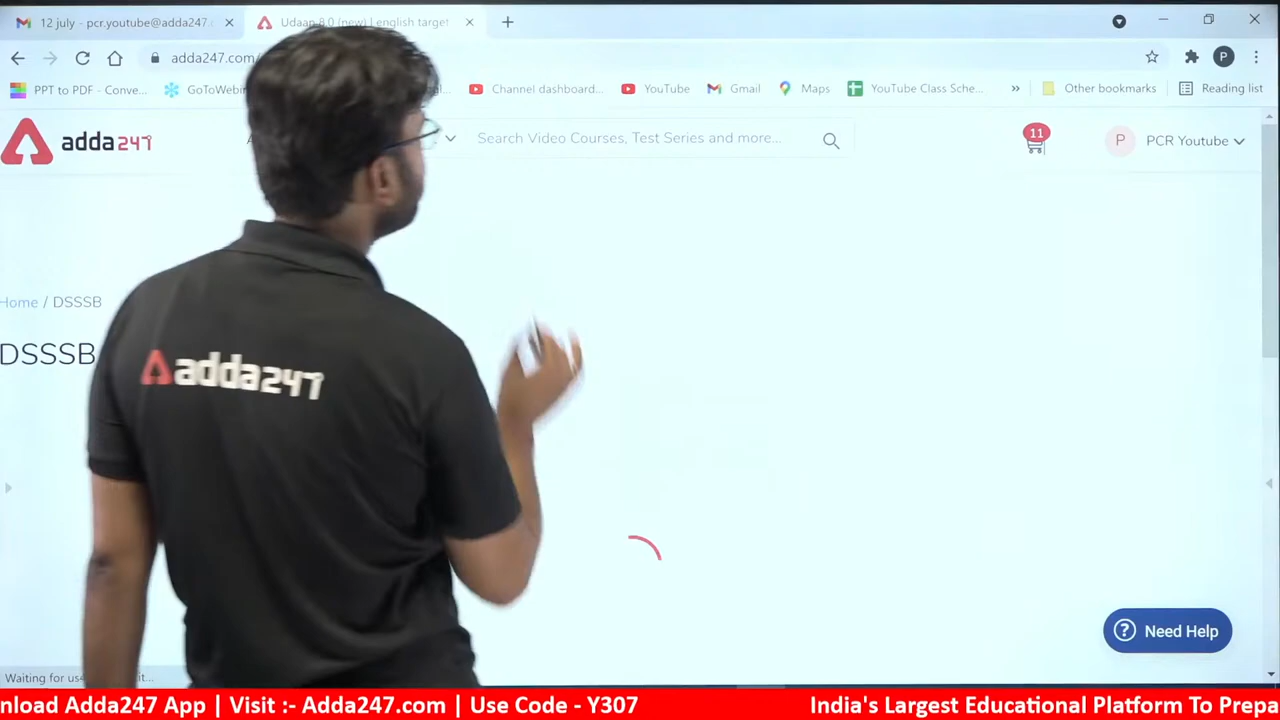 12 july - pcr.youtube@adda247
Udaan 8.0 (new) | english target
adda247.com/
P
PPT to PDF - Conve...
GoToWebin
Channel dashboard...
YouTube
Gmail
Maps
YouTube Class Sche...
»
Other bookmarks
Reading list
adda247
Search Video Courses, Test Series and more...
11
P
PCR Youtube
Home / DSSSB
DSSSB
adda247
Need Help
Waiting for
nload Adda247 App | Visit :- Adda247.com | Use Code - Y307
India's Largest Educational Platform To Prepa